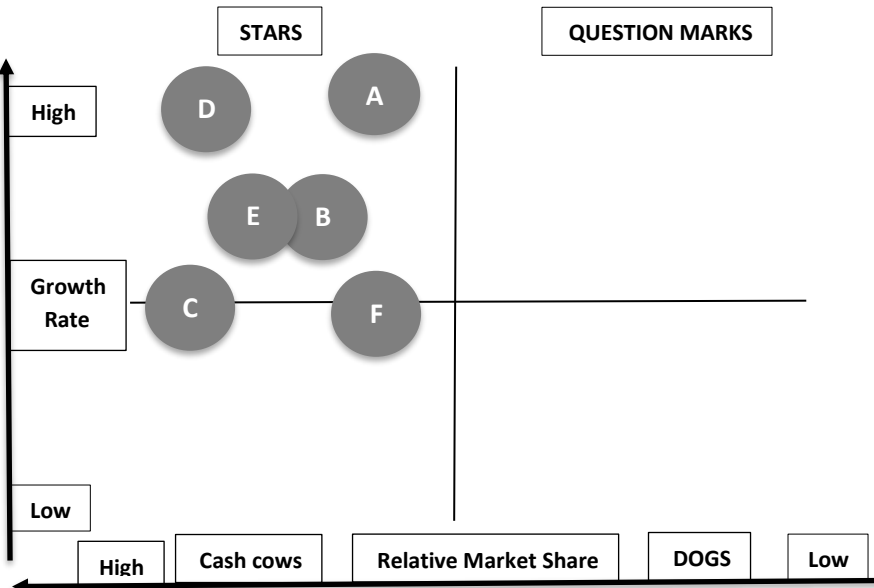 STARS
QUESTION MARKS
High
D
A
E
B
Growth
Rate
C
F
Low
High
Cash cows
Relative Market Share
DOGS
Low